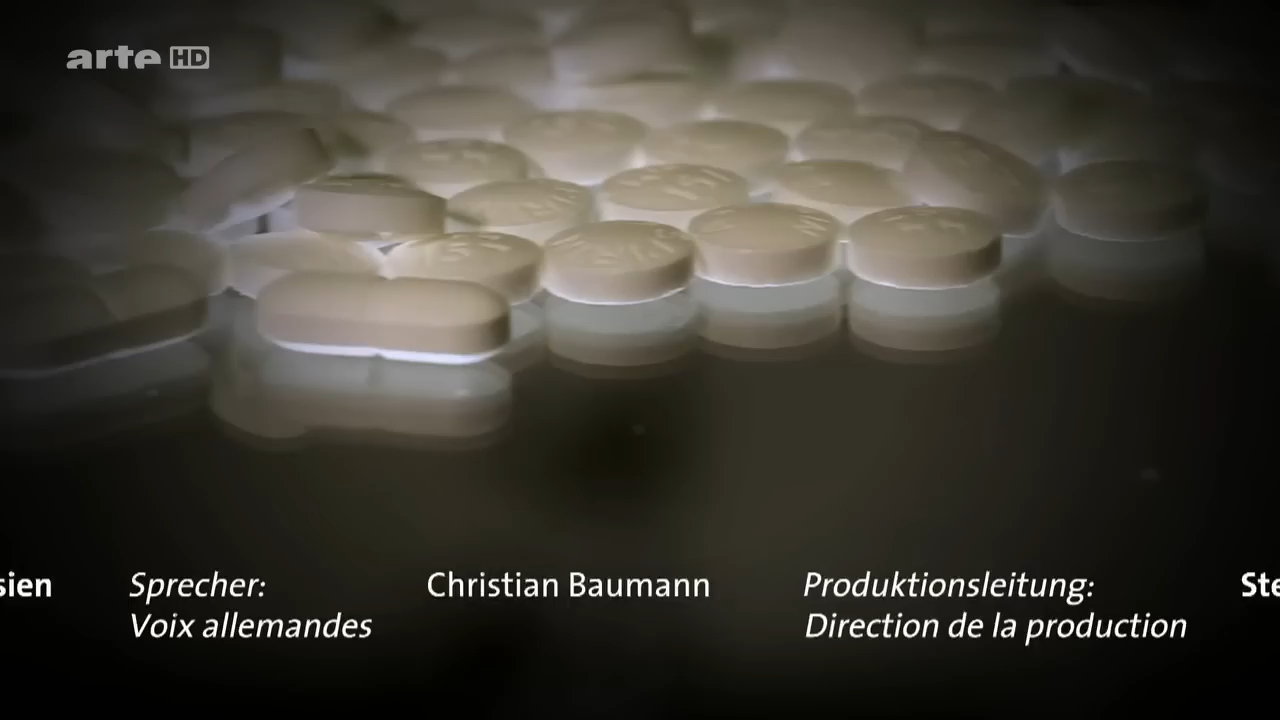 arte HD
sien Sprecher: Christian Baumann Produktionsleitung: Ste
Voix allemandes Direction de la production